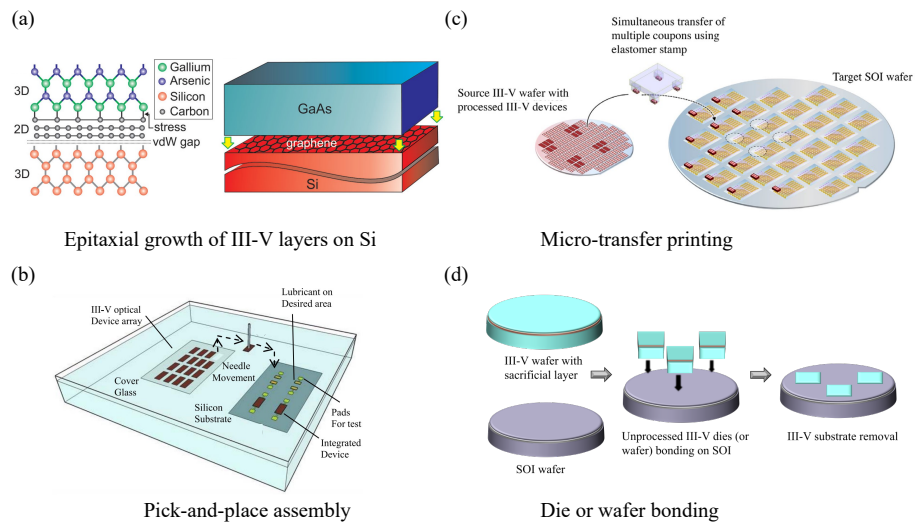 (a)
Gallium
Arsenic
Silicon
Carbon
3D
2D
3D
stress
vdW gap
GaAs
graphene
Si
Epitaxial growth of III-V layers on Si
(c)
Simultaneous transfer of
multiple coupons using
elastomer stamp
Source III-V wafer with
processed III-V devices
Target SOI wafer
Micro-transfer printing
(b)
Lubricant on
Desired area
III-V optical
Device array
Needle
Movement
Cover
Glass
Silicon
Substrate
Pads
For test
Integrated
Device
Pick-and-place assembly
(d)
III-V wafer with
sacrificial layer
SOI wafer
Unprocessed III-V dies (or
wafer) bonding on SOI
III-V substrate removal
Die or wafer bonding